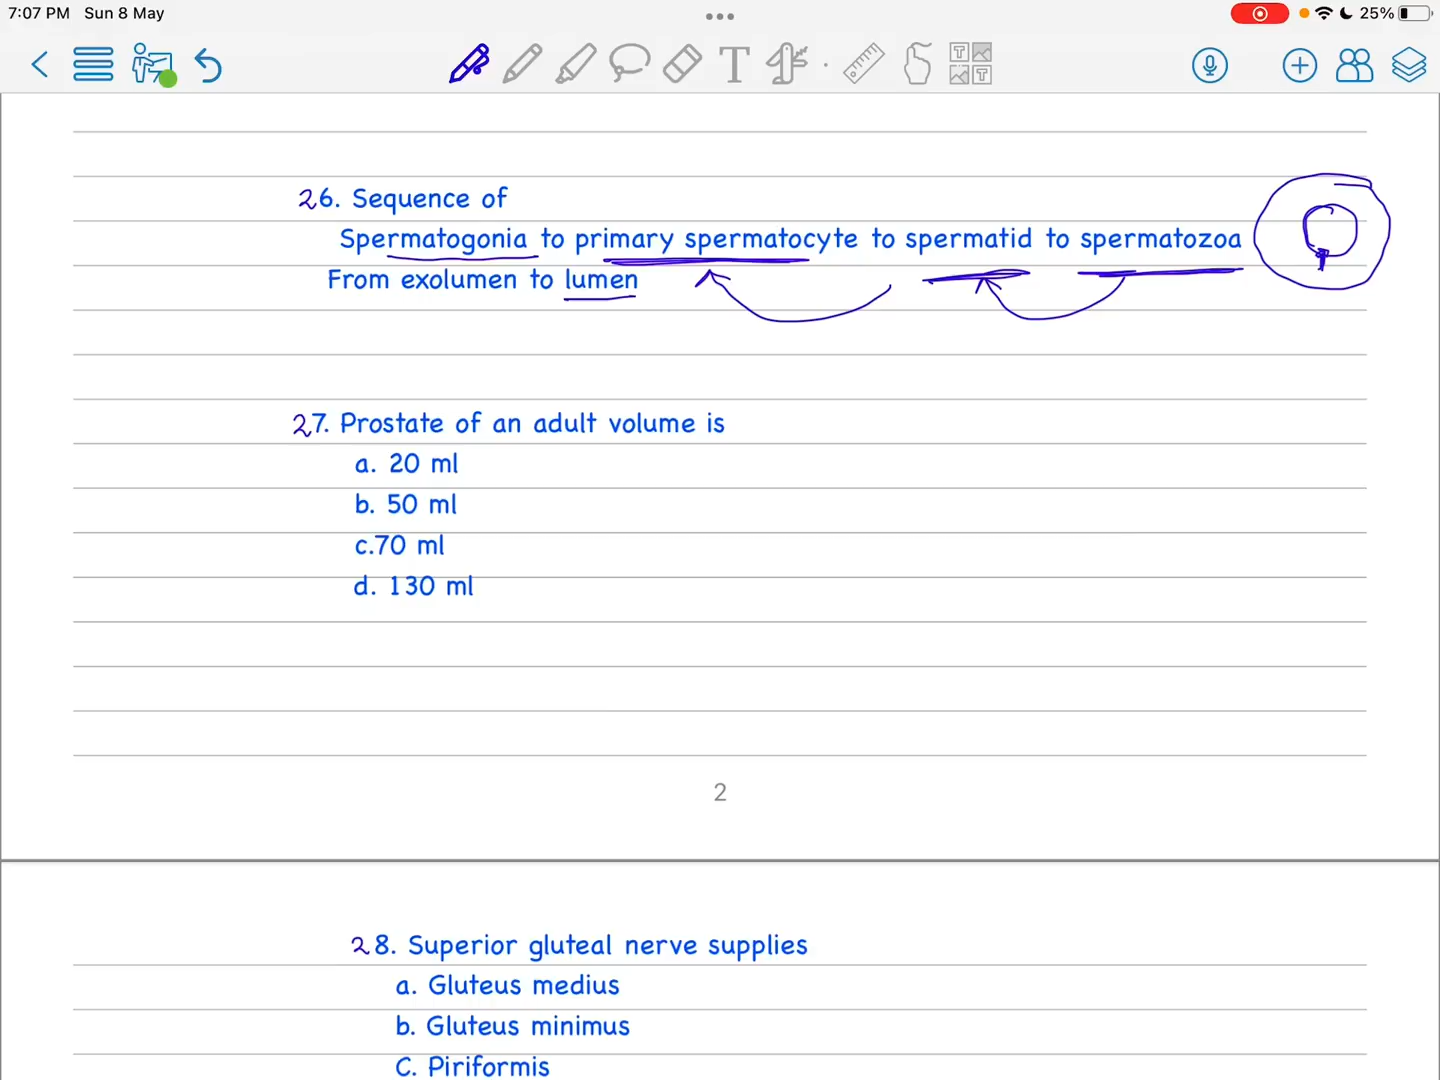 7:07 PM Sun 8 May
25%
26. Sequence of
Spermatogonia to primary spermatocyte to spermatid to spermatozoa
From exolumen to lumen
27. Prostate of an adult volume is
a. 20 ml
b. 50 ml
c.70 ml
d. 130 ml
2
28. Superior gluteal nerve supplies
a. Gluteus medius
b. Gluteus minimus
C. Piriformis